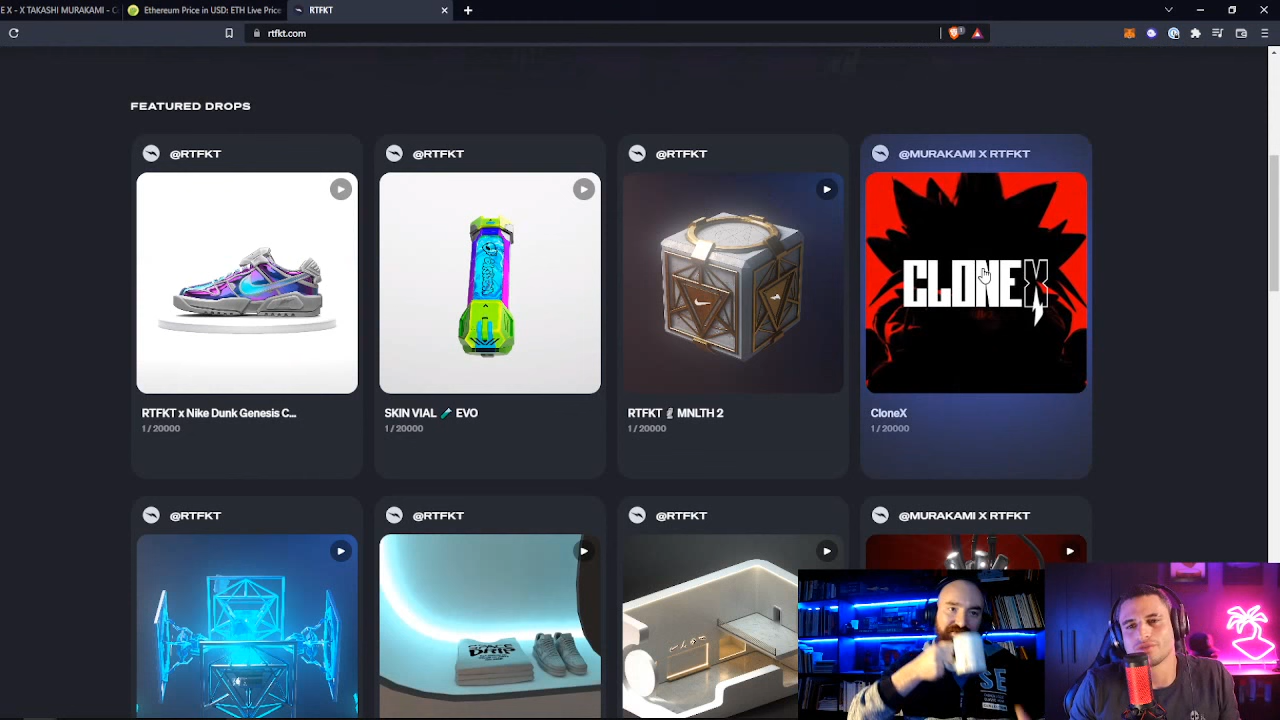 E X - X TAKASHI MURAKAMI - C
Ethereum Price in USD: ETH Live Price
RTFKT
rtfkt.com
FEATURED DROPS
@RTFKT
@RTFKT
@RTFKT
@MURAKAMI X RTFKT
CLONEX
RTFKT x Nike Dunk Genesis C...
1 / 20000
SKIN VIAL 🧪 EVO
1 / 20000
RTFKT 🗿 MNLTH 2
1 / 20000
CloneX
1 / 20000
@RTFKT
@RTFKT
@RTFKT
@MURAKAMI X RTFKT
SE